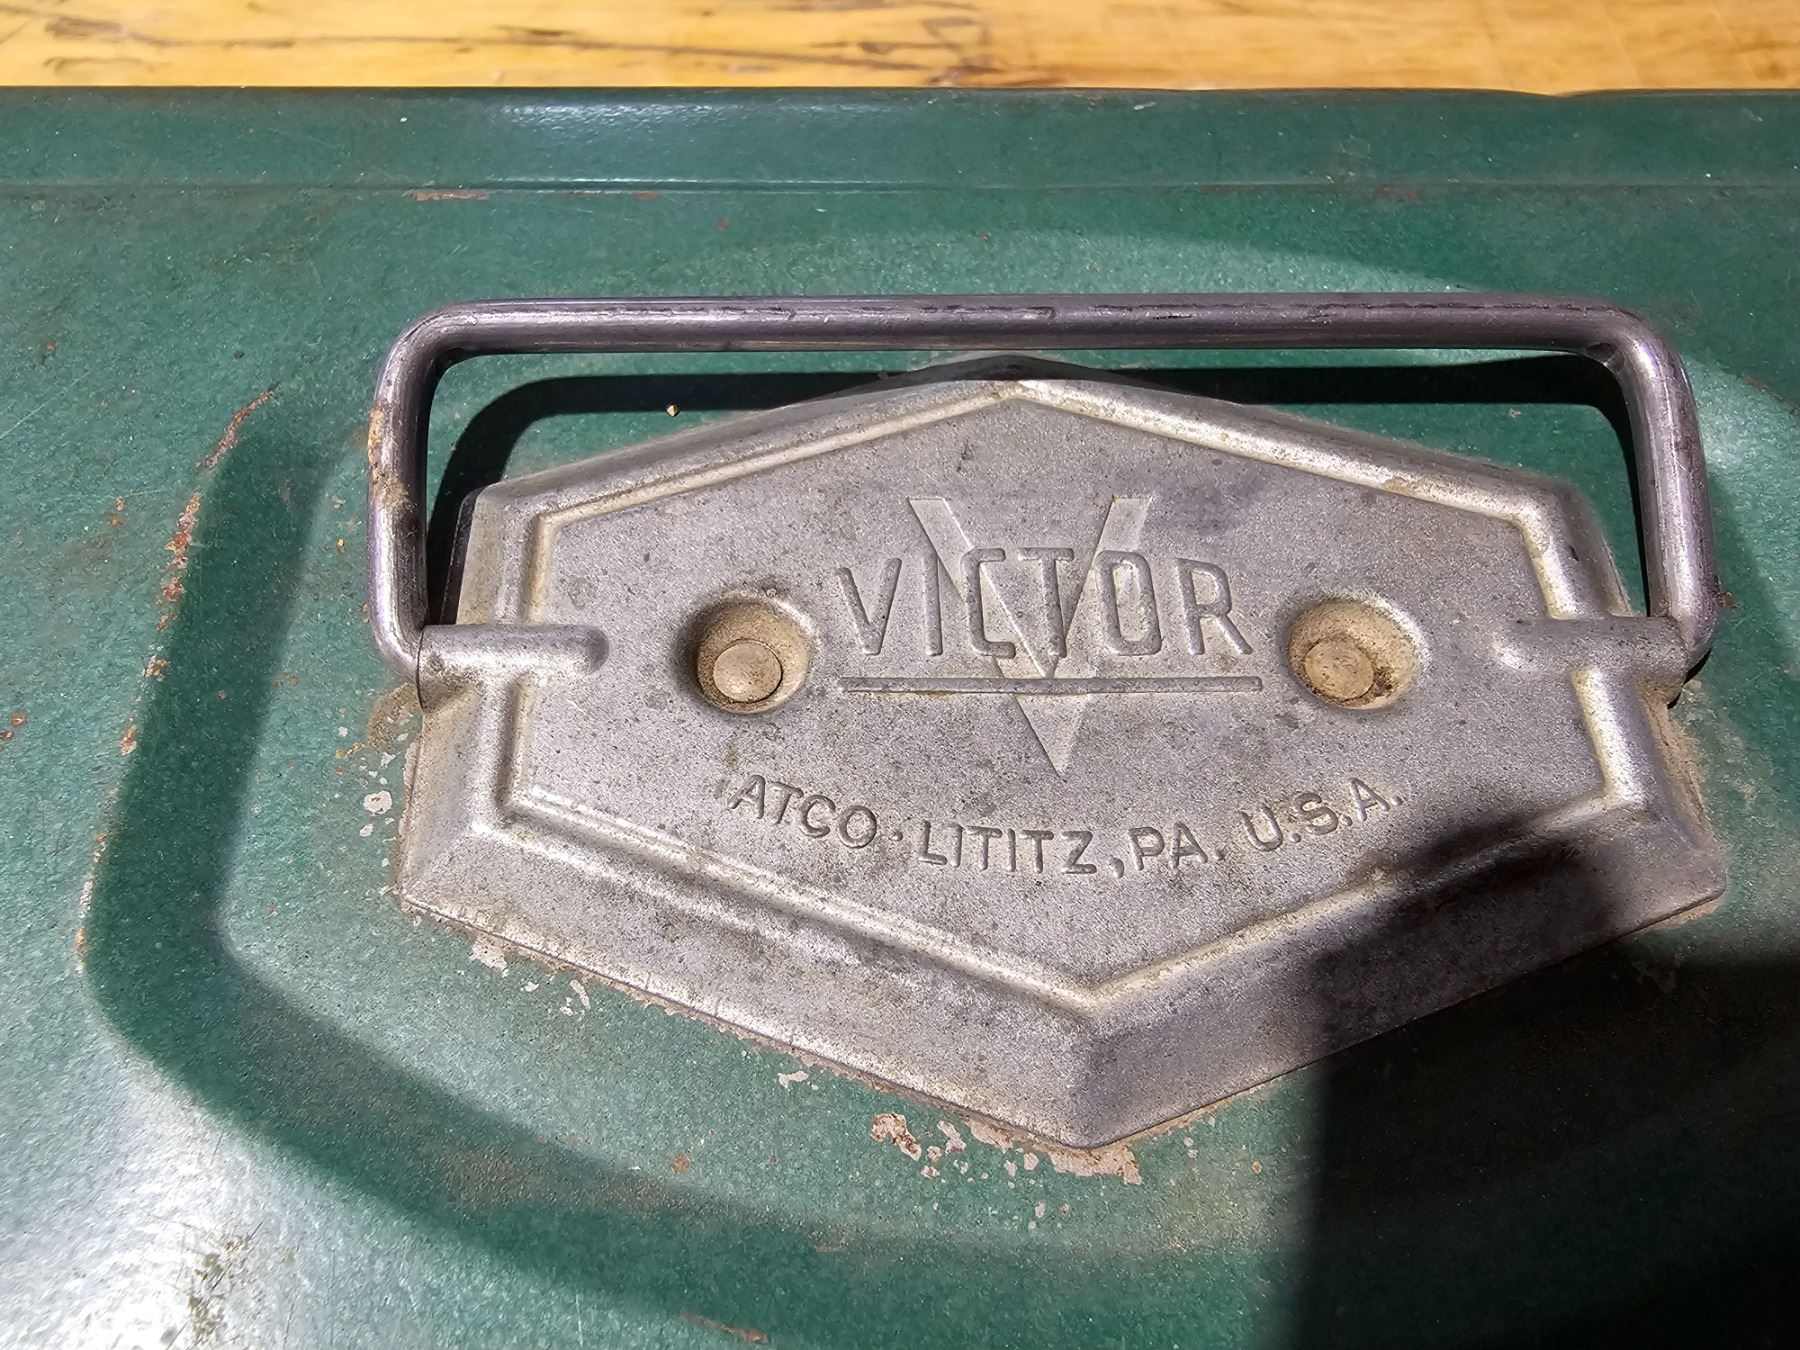 VICTOR
ATCO · LITITZ, PA. U.S.A.